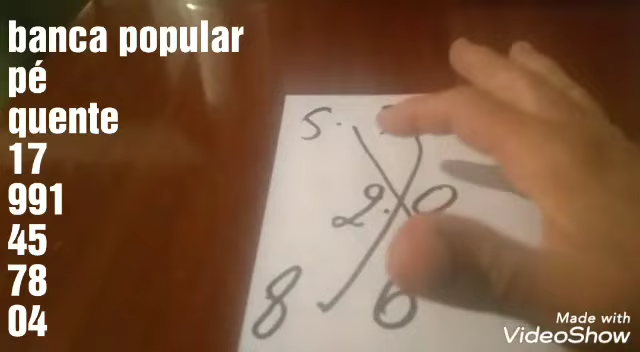 banca popular
pé
quente
17
991
45
78
04
5.
2. 0
8 6
Made with
VideoShow